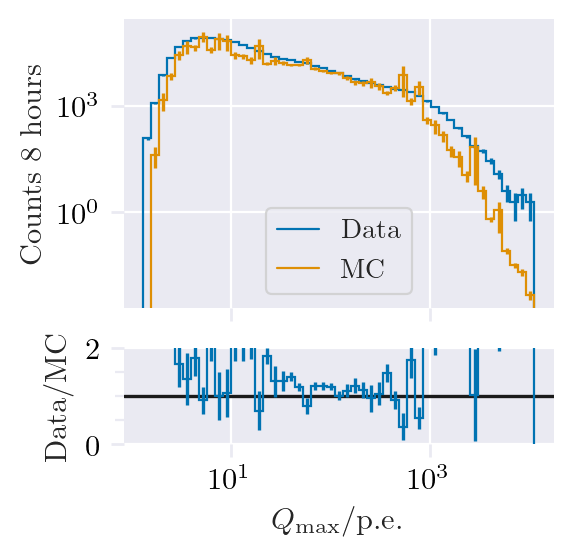 Counts 8 hours
10³
10⁰
Data
MC
Data/MC
2
0
10¹
10³
Q_max/p.e.